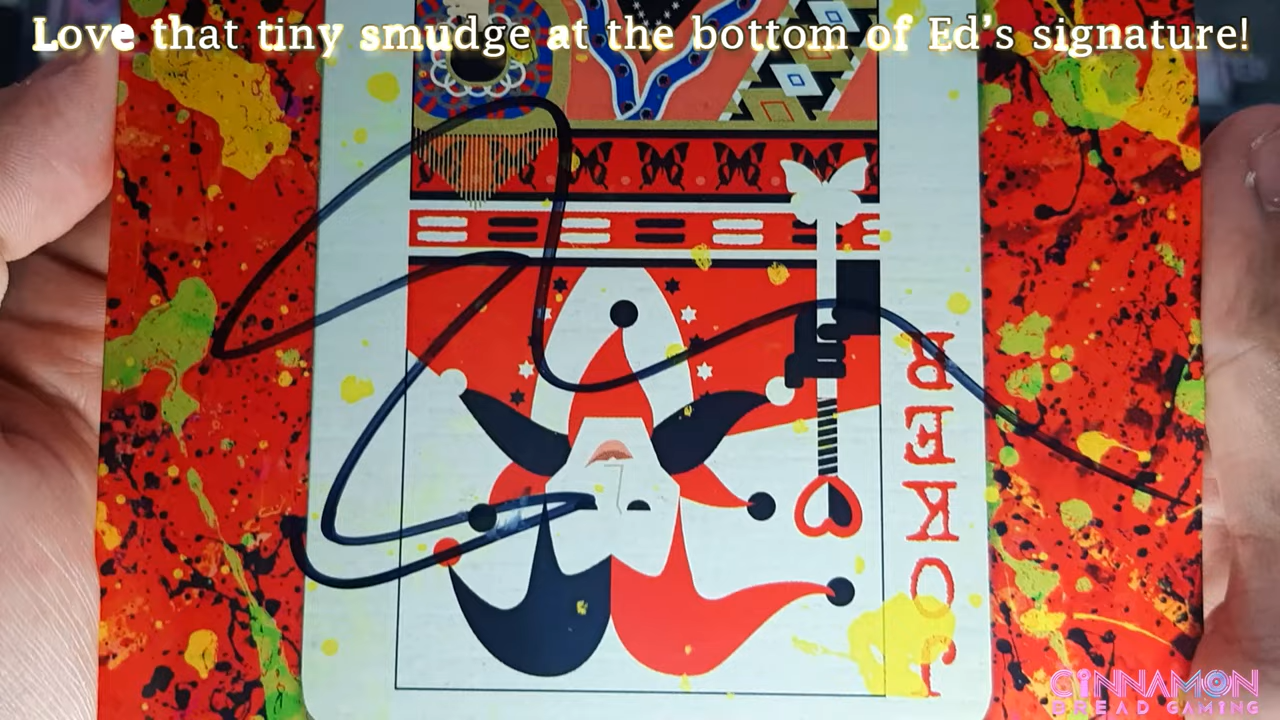 Love that tiny smudge at the bottom of Ed's signature!
JOKER
CINNAMON
BREAD GAMING